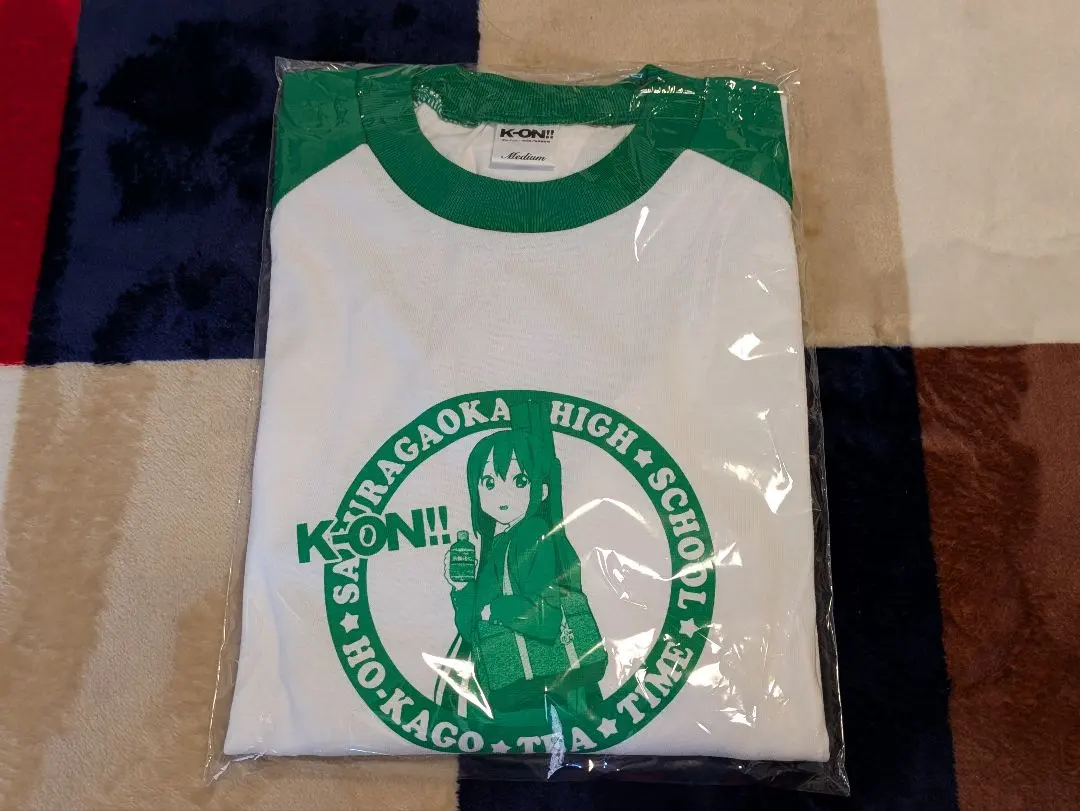 K-ON!!
Medium
SAKURAGAOKA HIGH★SCHOOL
K-ON!!
★HO-KAGO★TEA★TIME★